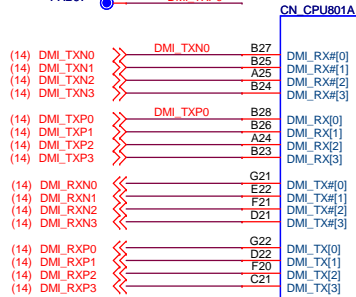 CN_CPU801A
(14) DMI_TXN0 DMI_TXN0 B27 DMI_RX#[0]
(14) DMI_TXN1 B25 DMI_RX#[1]
(14) DMI_TXN2 A25 DMI_RX#[2]
(14) DMI_TXN3 B24 DMI_RX#[3]
(14) DMI_TXP0 DMI_TXP0 B28 DMI_RX[0]
(14) DMI_TXP1 B26 DMI_RX[1]
(14) DMI_TXP2 A24 DMI_RX[2]
(14) DMI_TXP3 B23 DMI_RX[3]
(14) DMI_RXN0 G21 DMI_TX#[0]
(14) DMI_RXN1 E22 DMI_TX#[1]
(14) DMI_RXN2 F21 DMI_TX#[2]
(14) DMI_RXN3 D21 DMI_TX#[3]
(14) DMI_RXP0 G22 DMI_TX[0]
(14) DMI_RXP1 D22 DMI_TX[1]
(14) DMI_RXP2 F20 DMI_TX[2]
(14) DMI_RXP3 C21 DMI_TX[3]